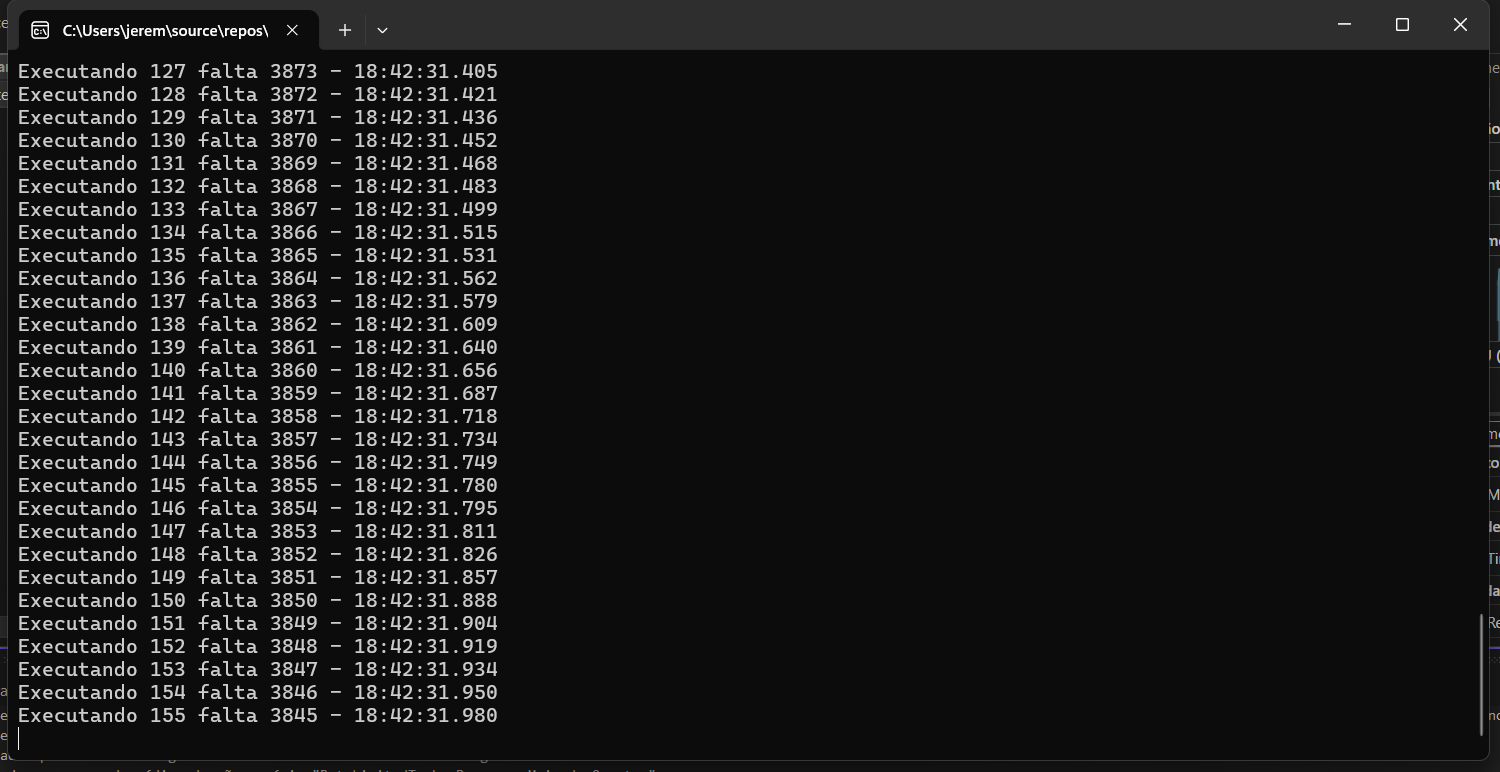 C:\Users\jerem\source\repos\
Executando 127 falta 3873 - 18:42:31.405
Executando 128 falta 3872 - 18:42:31.421
Executando 129 falta 3871 - 18:42:31.436
Executando 130 falta 3870 - 18:42:31.452
Executando 131 falta 3869 - 18:42:31.468
Executando 132 falta 3868 - 18:42:31.483
Executando 133 falta 3867 - 18:42:31.499
Executando 134 falta 3866 - 18:42:31.515
Executando 135 falta 3865 - 18:42:31.531
Executando 136 falta 3864 - 18:42:31.562
Executando 137 falta 3863 - 18:42:31.579
Executando 138 falta 3862 - 18:42:31.609
Executando 139 falta 3861 - 18:42:31.640
Executando 140 falta 3860 - 18:42:31.656
Executando 141 falta 3859 - 18:42:31.687
Executando 142 falta 3858 - 18:42:31.718
Executando 143 falta 3857 - 18:42:31.734
Executando 144 falta 3856 - 18:42:31.749
Executando 145 falta 3855 - 18:42:31.780
Executando 146 falta 3854 - 18:42:31.795
Executando 147 falta 3853 - 18:42:31.811
Executando 148 falta 3852 - 18:42:31.826
Executando 149 falta 3851 - 18:42:31.857
Executando 150 falta 3850 - 18:42:31.888
Executando 151 falta 3849 - 18:42:31.904
Executando 152 falta 3848 - 18:42:31.919
Executando 153 falta 3847 - 18:42:31.934
Executando 154 falta 3846 - 18:42:31.950
Executando 155 falta 3845 - 18:42:31.980